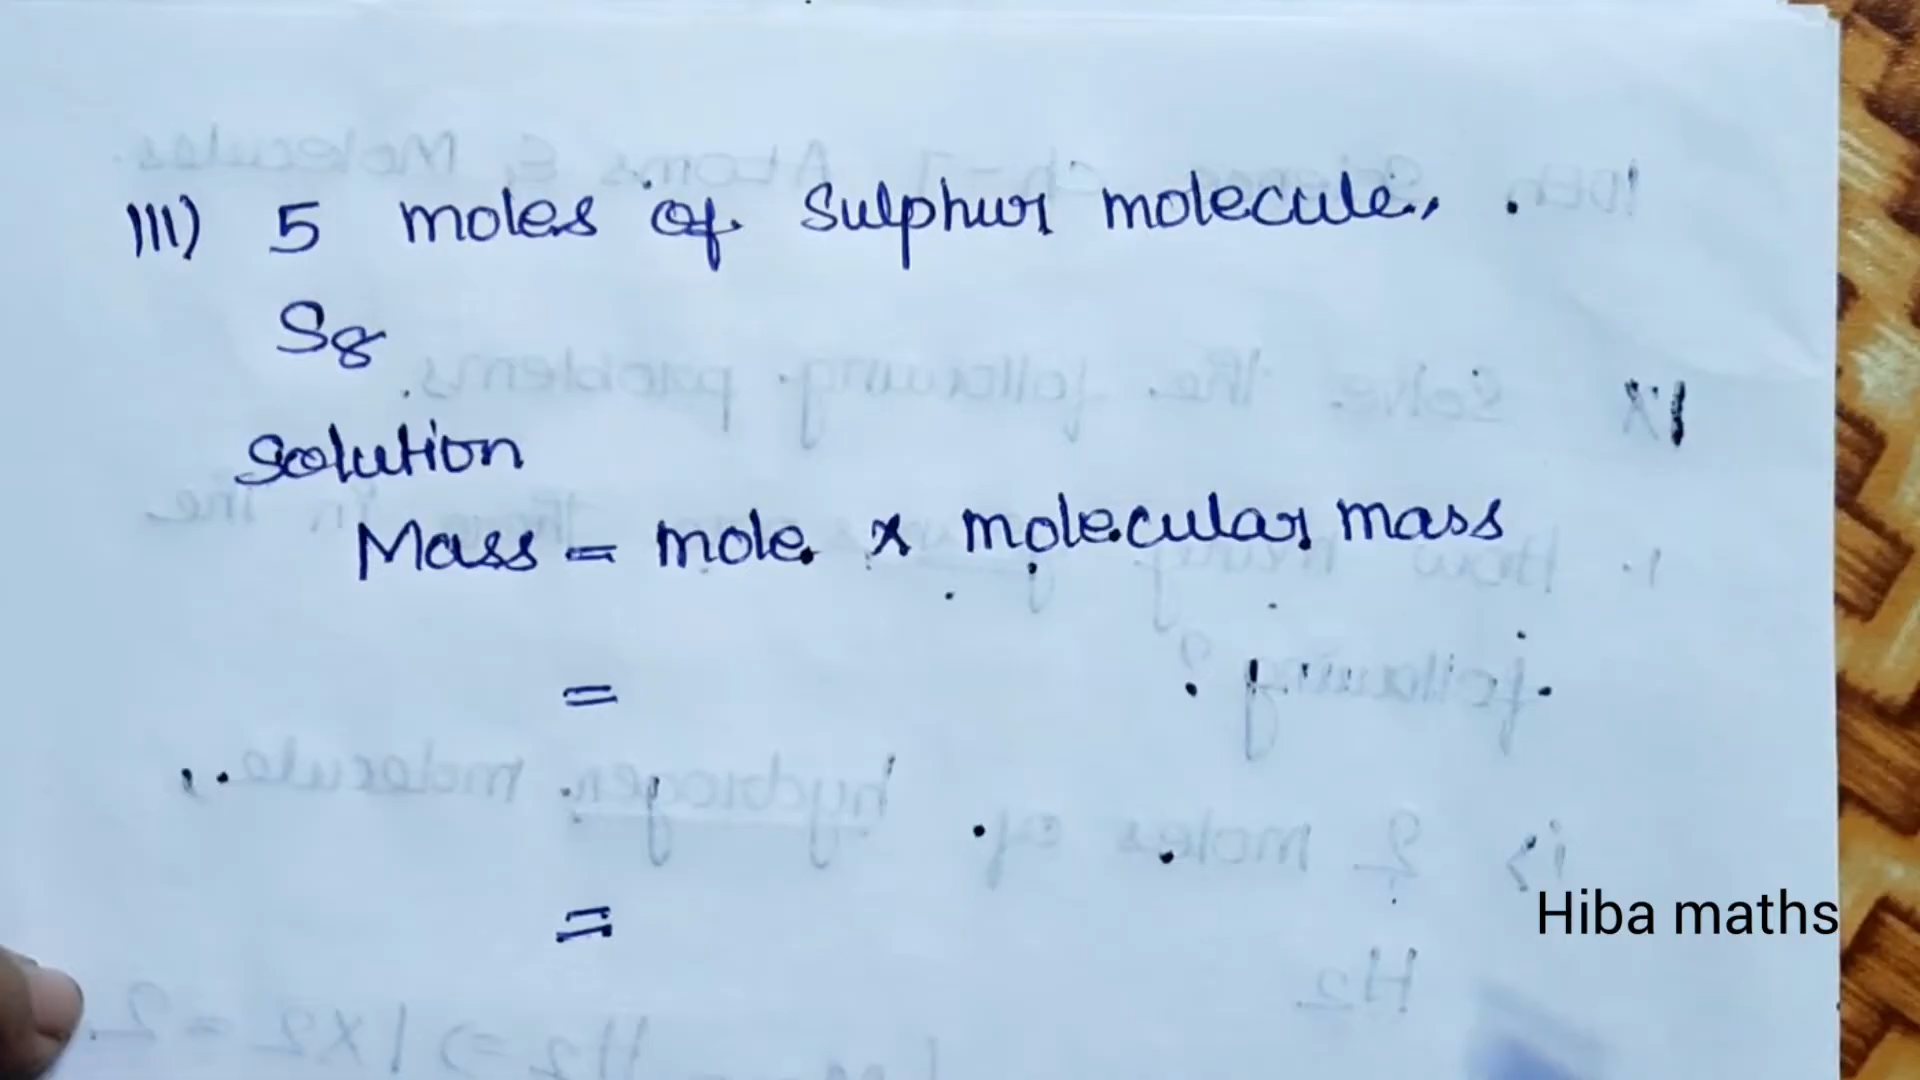 III) 5 moles of Sulphur molecule.
S8
Solution
Mass = mole x molecular mass
=
=
Hiba maths